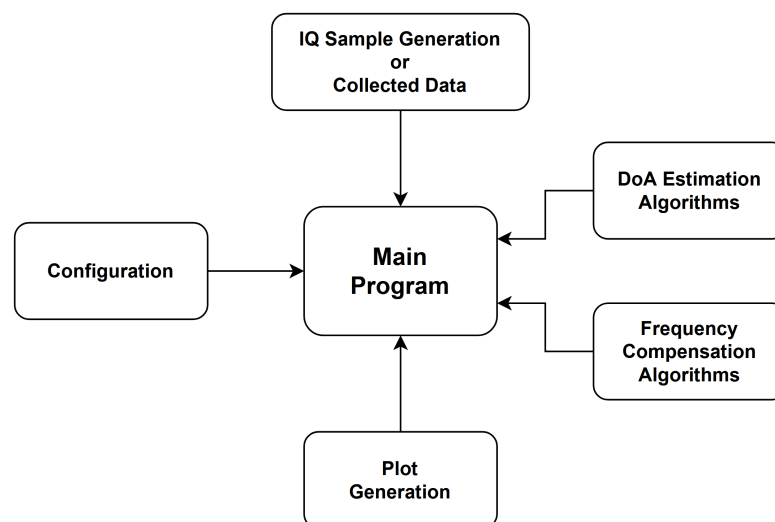 IQ Sample Generation
or
Collected Data
DoA Estimation
Algorithms
Configuration
Main
Program
Frequency
Compensation
Algorithms
Plot
Generation